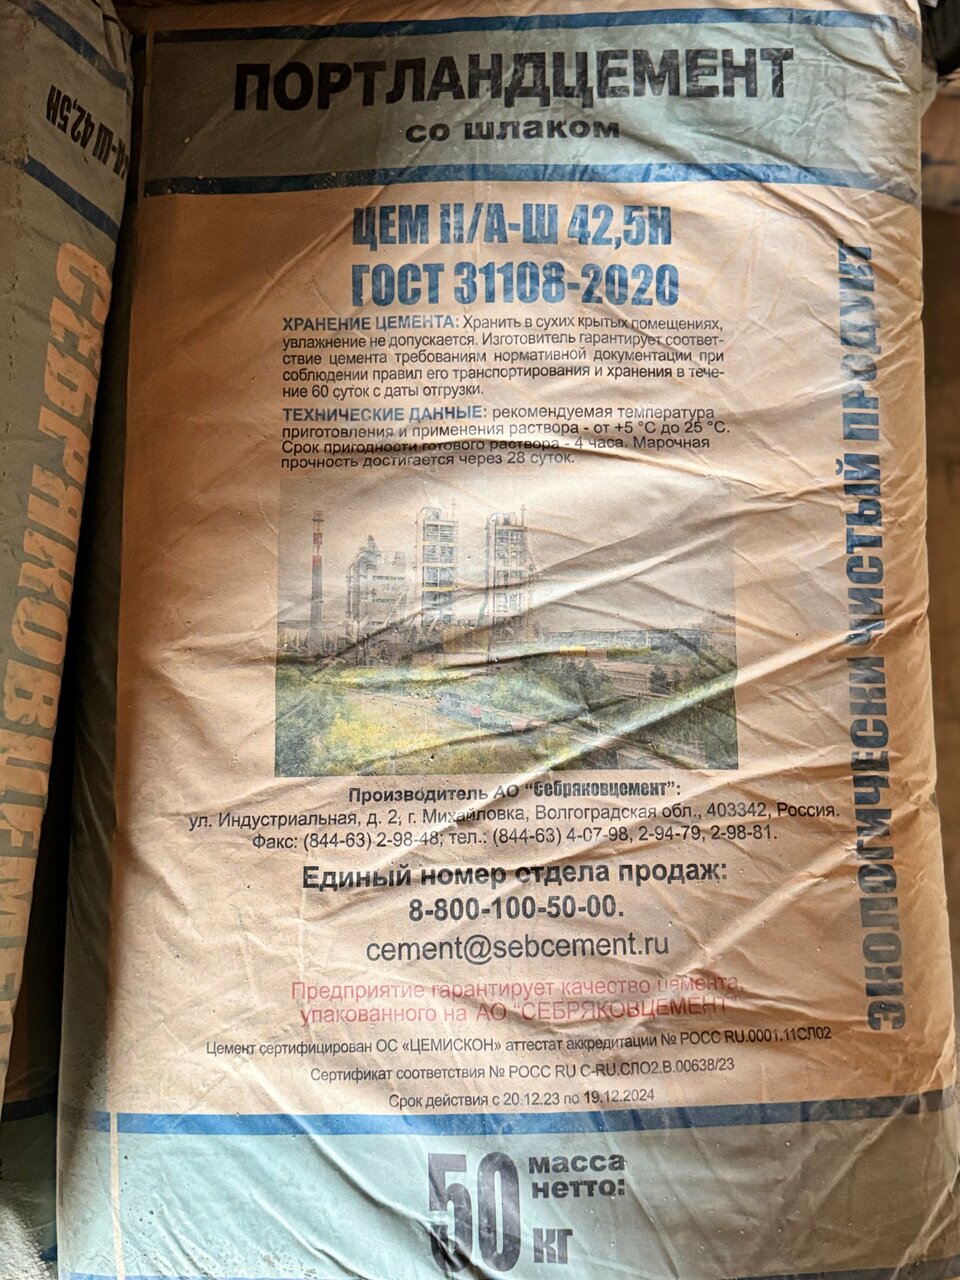 ПОРТЛАНДЦЕМЕНТ
со шлаком
ЦЕМ II/А-Ш 42,5Н
ГОСТ 31108-2020
ХРАНЕНИЕ ЦЕМЕНТА: Хранить в сухих крытых помещениях,
увлажнение не допускается. Изготовитель гарантирует соответ-
ствие цемента требованиям нормативной документации при
соблюдении правил его транспортирования и хранения в тече-
ние 60 суток с даты отгрузки.
ТЕХНИЧЕСКИЕ ДАННЫЕ: рекомендуемая температура
приготовления и применения раствора - от +5 °С до 25 °С.
Срок пригодности готового раствора - 4 часа. Марочная
прочность достигается через 28 суток.
ЭКОЛОГИЧЕСКИ ЧИСТЫЙ ПРОДУКТ
Производитель АО "Себряковцемент":
ул. Индустриальная, д. 2, г. Михайловка, Волгоградская обл., 403342, Россия.
Факс: (844-63) 2-98-48; тел.: (844-63) 4-07-98, 2-94-79, 2-98-81.
Единый номер отдела продаж:
8-800-100-50-00.
cement@sebcement.ru
Предприятие гарантирует качество цемента,
упакованного на АО "СЕБРЯКОВЦЕМЕНТ"
Цемент сертифицирован ОС «ЦЕМИСКОН» аттестат аккредитации № РОСС RU.0001.11СЛ02
Сертификат соответствия № РОСС RU С-RU.СЛ02.В.00638/23
Срок действия с 20.12.23 по 19.12.2024
50 масса
нетто:
кг
-Ш 42,5Н
СЕБРЯКОВЦЕМЕ